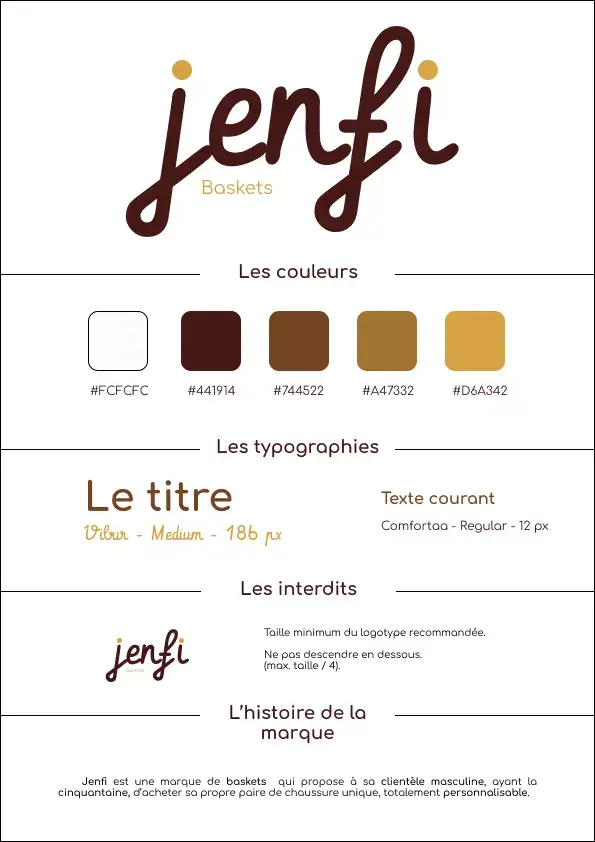 jenfi
Baskets
Les couleurs
#FCFCFC #441914 #744522 #A47332 #D6A342
Les typographies
Le titre
Vibur - Medium - 186 px
Texte courant
Comfortaa - Regular - 12 px
Les interdits
jenfi
Baskets
Taille minimum du logotype recommandée.
Ne pas descendre en dessous.
(max. taille / 4).
L'histoire de la
marque
Jenfi est une marque de baskets qui propose à sa clientèle masculine, ayant la
cinquantaine, d'acheter sa propre paire de chaussure unique, totalement personnalisable.